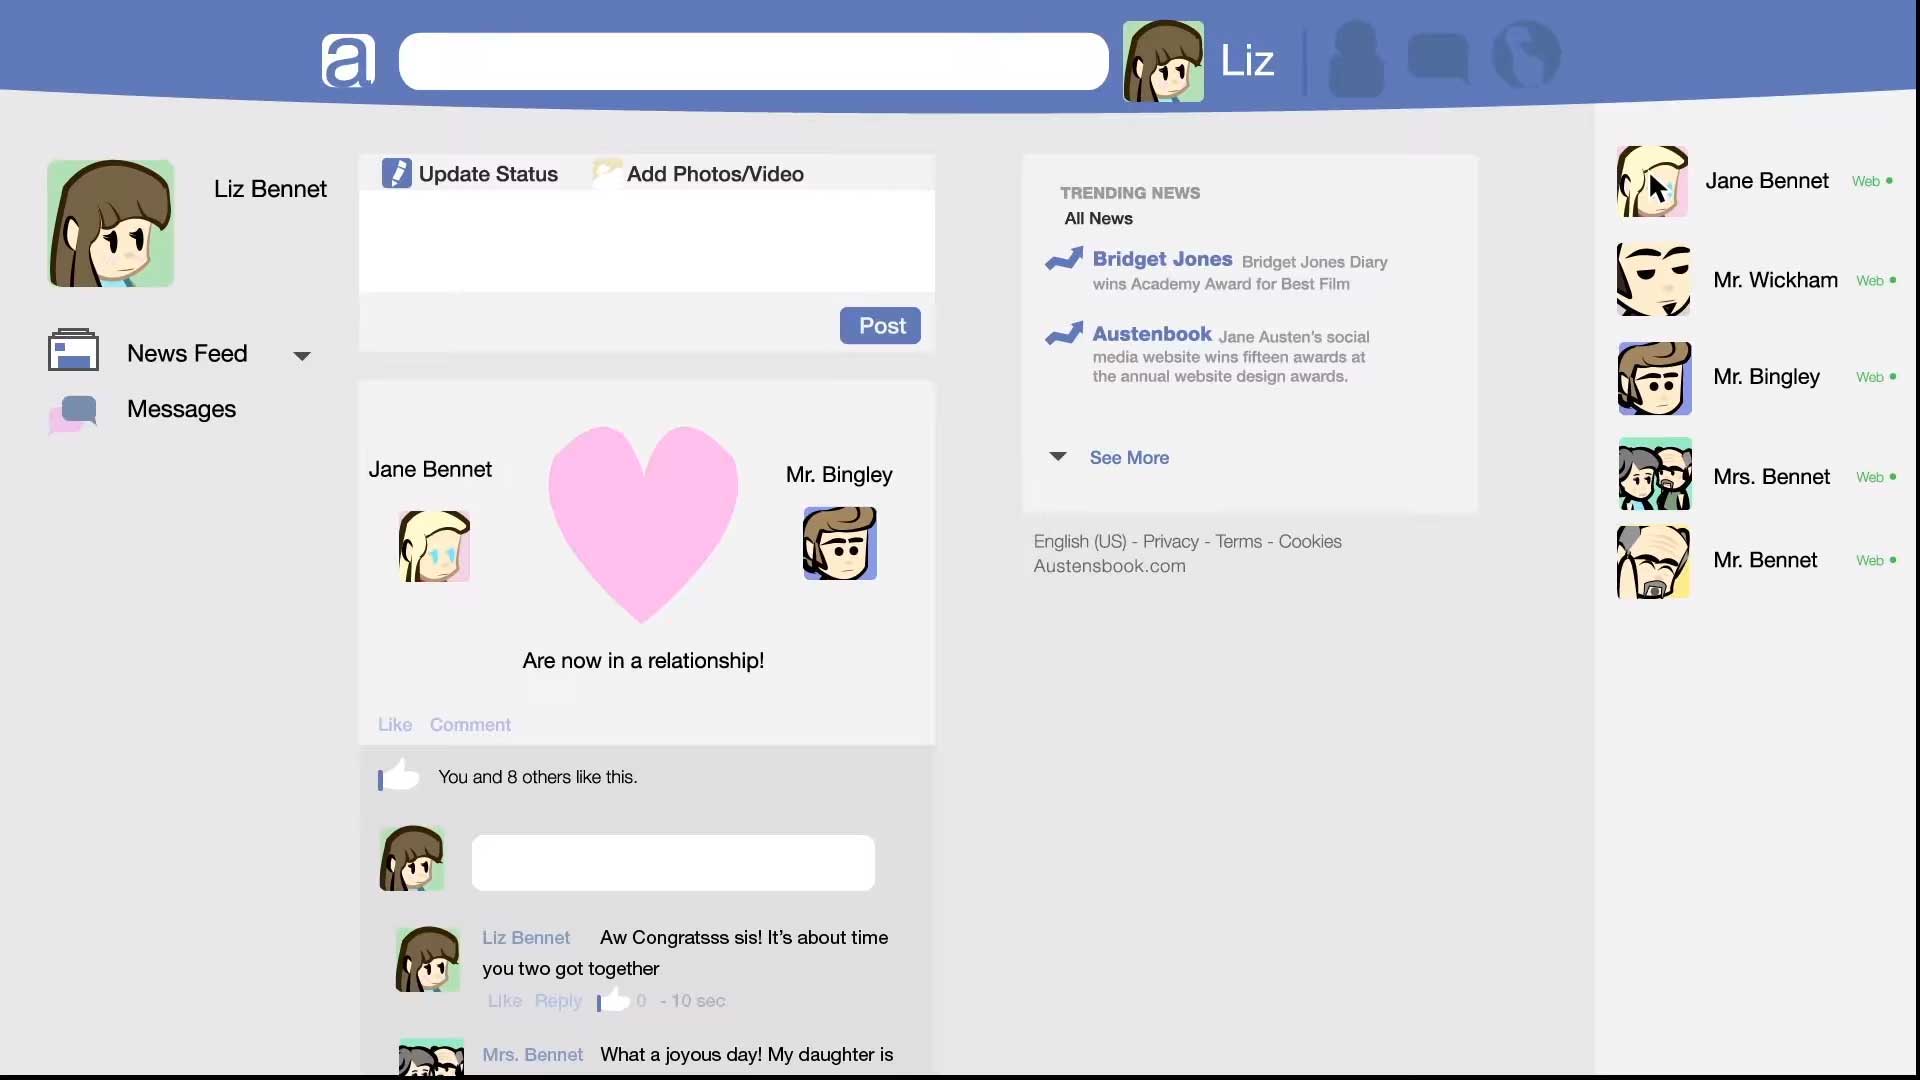 a
Liz
Liz Bennet
News Feed
Messages
Update Status
Add Photos/Video
Post
Jane Bennet
Mr. Bingley
Are now in a relationship!
Like Comment
You and 8 others like this.
Liz Bennet Aw Congratsss sis! It's about time
you two got together
Like Reply 0 - 10 sec
Mrs. Bennet What a joyous day! My daughter is
TRENDING NEWS
All News
Bridget Jones Bridget Jones Diary
wins Academy Award for Best Film
Austenbook Jane Austen's social
media website wins fifteen awards at
the annual website design awards.
See More
English (US) - Privacy - Terms - Cookies
Austensbook.com
Jane Bennet Web
Mr. Wickham Web
Mr. Bingley Web
Mrs. Bennet Web
Mr. Bennet Web